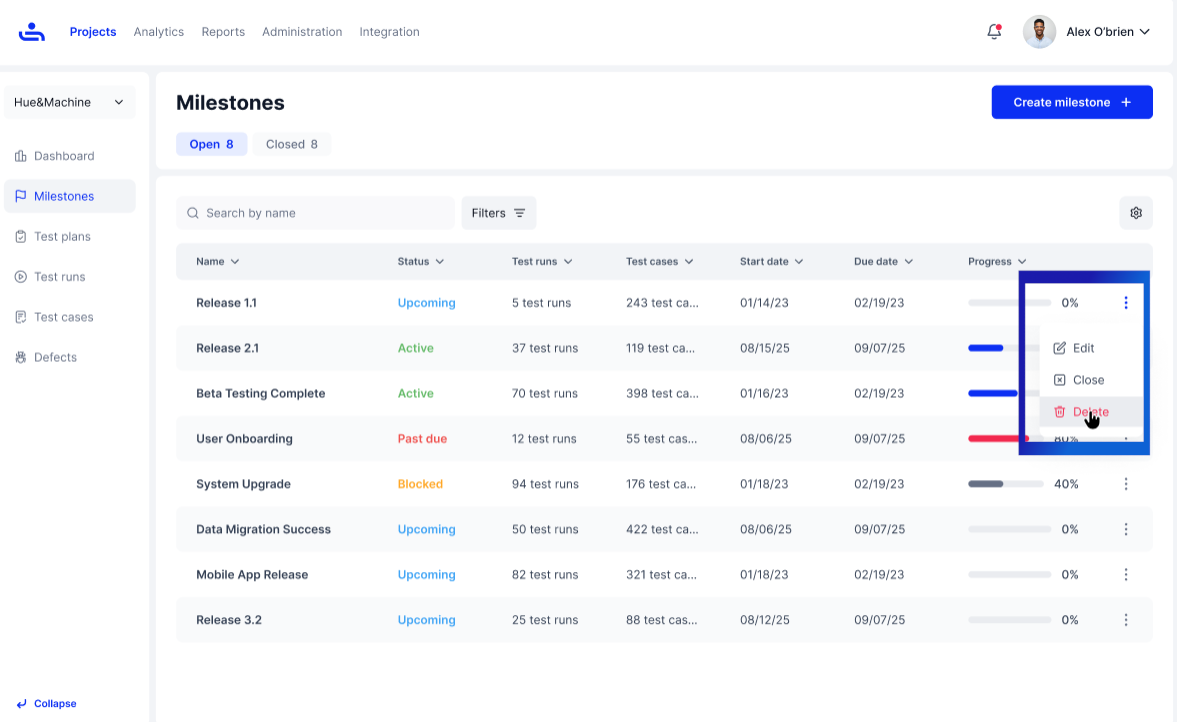 Projects Analytics Reports Administration Integration Alex O'brien
Hue&Machine
Dashboard
Milestones
Test plans
Test runs
Test cases
Defects
Collapse
Milestones
Create milestone
Open 8 Closed 8
Search by name Filters
Name Status Test runs Test cases Start date Due date Progress
Release 1.1 Upcoming 5 test runs 243 test ca... 01/14/23 02/19/23 0%
Release 2.1 Active 37 test runs 119 test ca... 08/15/25 09/07/25
Beta Testing Complete Active 70 test runs 398 test ca... 01/16/23 02/19/23
User Onboarding Past due 12 test runs 55 test cas... 08/06/25 09/07/25 80%
System Upgrade Blocked 94 test runs 176 test ca... 01/18/23 02/19/23 40%
Data Migration Success Upcoming 50 test runs 422 test ca... 08/06/25 09/07/25 0%
Mobile App Release Upcoming 82 test runs 321 test ca... 01/18/23 02/19/23 0%
Release 3.2 Upcoming 25 test runs 88 test cas... 08/12/25 09/07/25 0%
Edit
Close
Delete